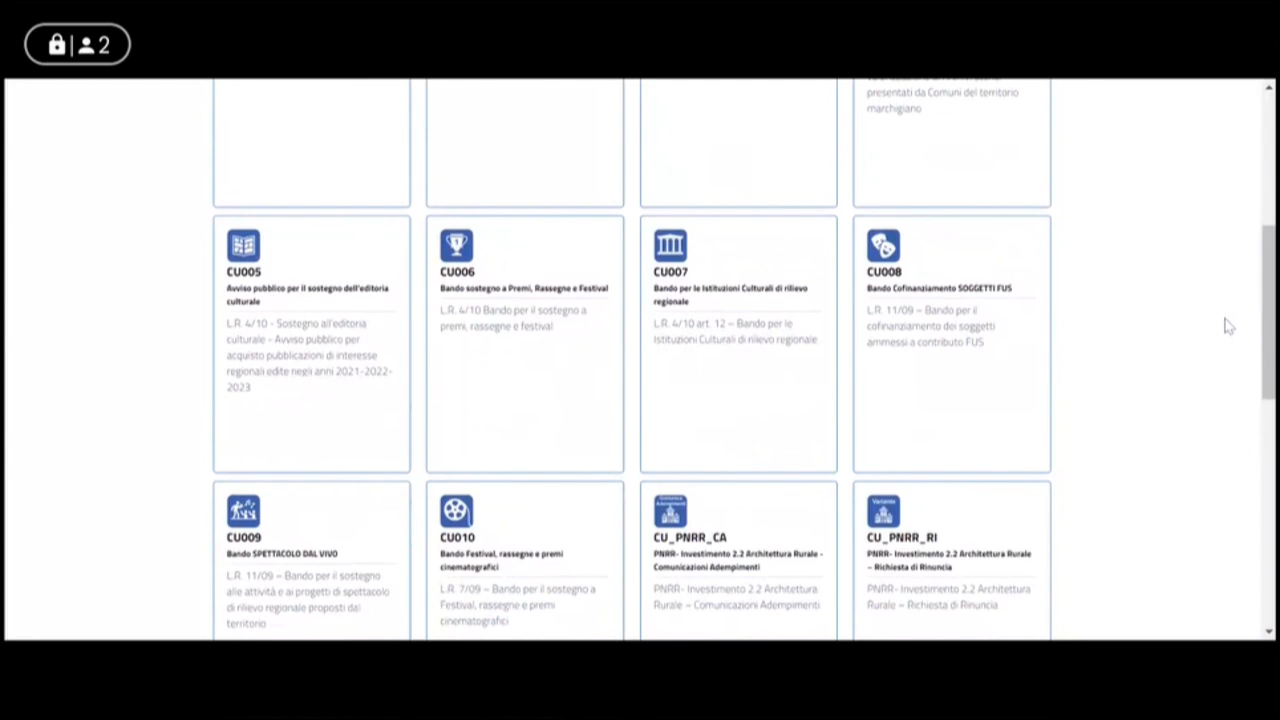 2
presentati da Comuni del territorio
marchigiano
CU005
Avviso pubblico per il sostegno dell'editoria
culturale
L.R. 4/10 - Sostegno all'editoria
culturale - Avviso pubblico per
acquisto pubblicazioni di interesse
regionali edite negli anni 2021-2022-
2023
CU006
Bando sostegno a Premi, Rassegne e Festival
L.R. 4/10 Bando per il sostegno a
premi, rassegne e festival
CU007
Bando per le Istituzioni Culturali di rilievo
regionale
L.R. 4/10 art. 12 – Bando per le
Istituzioni Culturali di rilievo regionale
CU008
Bando Cofinanziamento SOGGETTI FUS
L.R. 11/09 – Bando per il
cofinanziamento dei soggetti
ammessi a contributo FUS
CU009
Bando SPETTACOLO DAL VIVO
L.R. 11/09 – Bando per il sostegno
alle attività e ai progetti di spettacolo
di rilievo regionale proposti dal
territorio
CU010
Bando Festival, rassegne e premi
cinematografici
L.R. 7/09 – Bando per il sostegno a
Festival, rassegne e premi
cinematografici
CU_PNRR_CA
PNRR- Investimento 2.2 Architettura Rurale -
Comunicazioni Adempimenti
PNRR- Investimento 2.2 Architettura
Rurale – Comunicazioni Adempimenti
Variante
CU_PNRR_RI
PNRR- Investimento 2.2 Architettura Rurale
– Richiesta di Rinuncia
PNRR- Investimento 2.2 Architettura
Rurale – Richiesta di Rinuncia